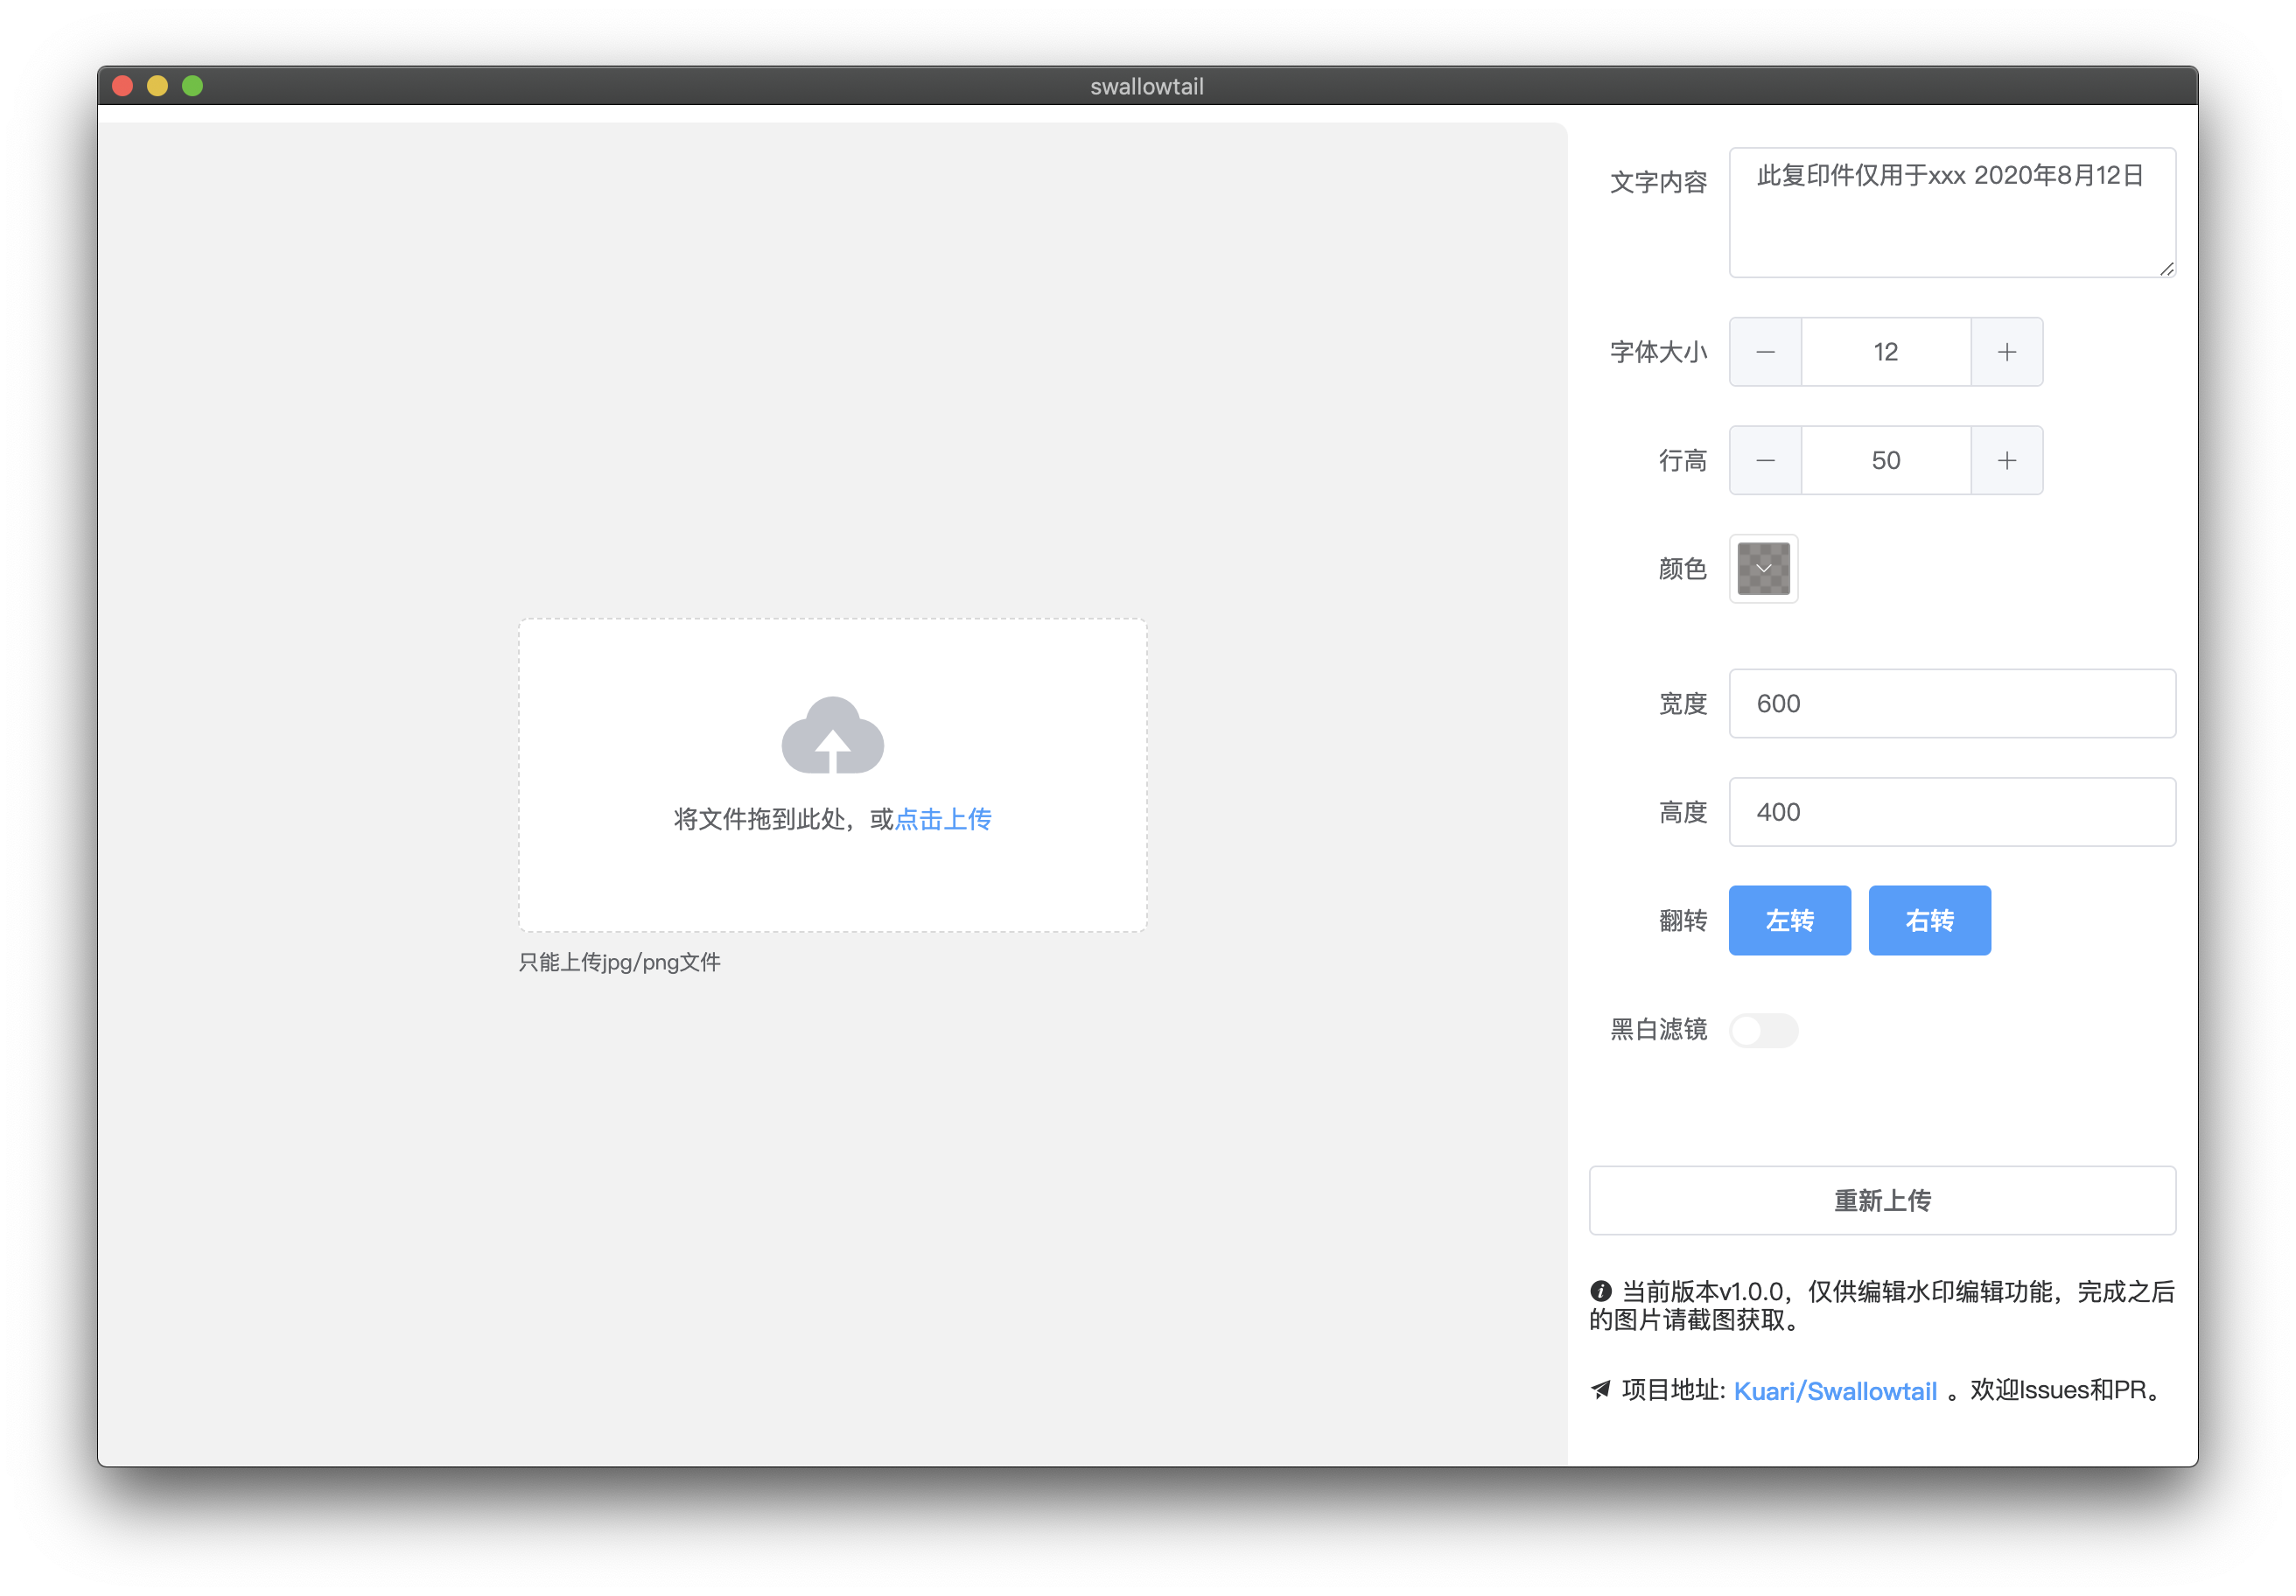 swallowtail
将文件拖到此处，或点击上传
只能上传jpg/png文件
文字内容
此复印件仅用于xxx 2020年8月12日
字体大小
12
行高
50
颜色
宽度
600
高度
400
翻转
左转
右转
黑白滤镜
重新上传
当前版本v1.0.0，仅供编辑水印编辑功能，完成之后
的图片请截图获取。
项目地址: Kuari/Swallowtail 。欢迎Issues和PR。